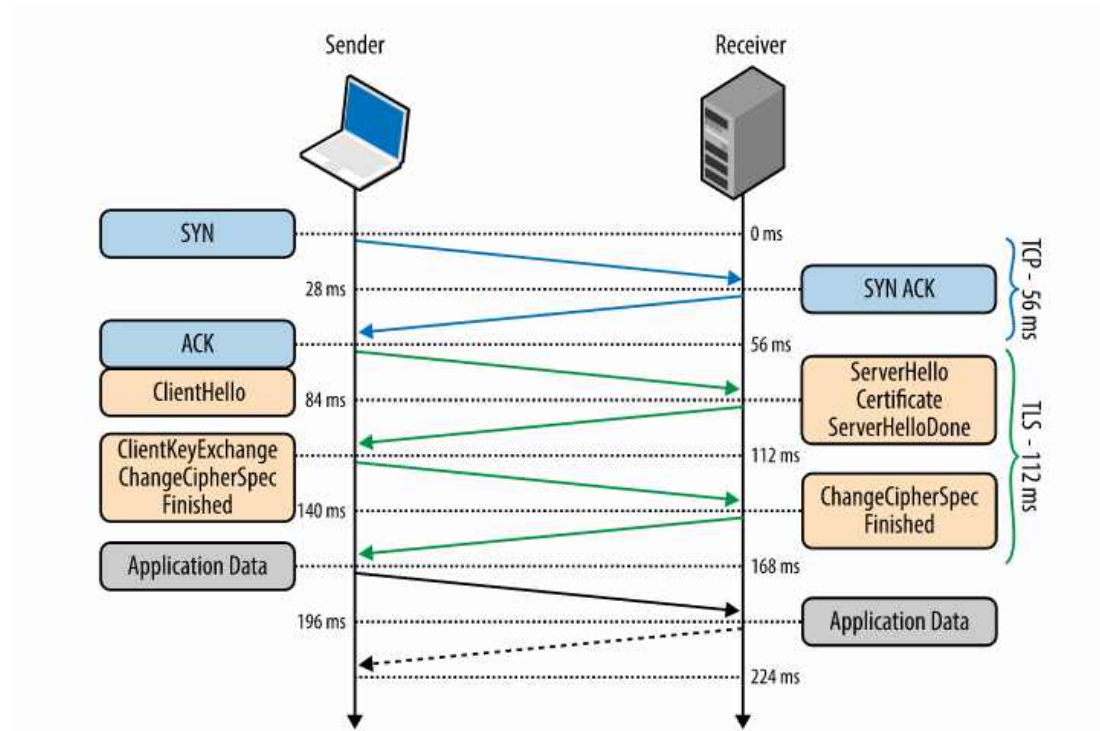 Sender
Receiver
SYN
0 ms
28 ms
SYN ACK
TCP - 56 ms
ACK
56 ms
ClientHello
84 ms
ServerHello
Certificate
ServerHelloDone
TLS - 112 ms
ClientKeyExchange
ChangeCipherSpec
Finished
112 ms
140 ms
ChangeCipherSpec
Finished
Application Data
168 ms
196 ms
Application Data
224 ms